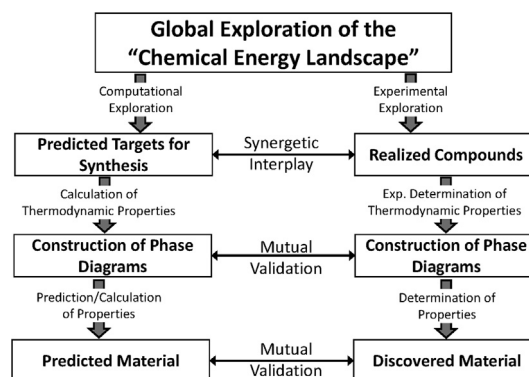 Global Exploration of the
“Chemical Energy Landscape”
Computational
Exploration
Experimental
Exploration
Predicted Targets for
Synthesis
Synergetic
Interplay
Realized Compounds
Calculation of
Thermodynamic Properties
Exp. Determination of
Thermodynamic Properties
Construction of Phase
Diagrams
Mutual
Validation
Construction of Phase
Diagrams
Prediction/Calculation
of Properties
Determination of
Properties
Predicted Material
Mutual
Validation
Discovered Material